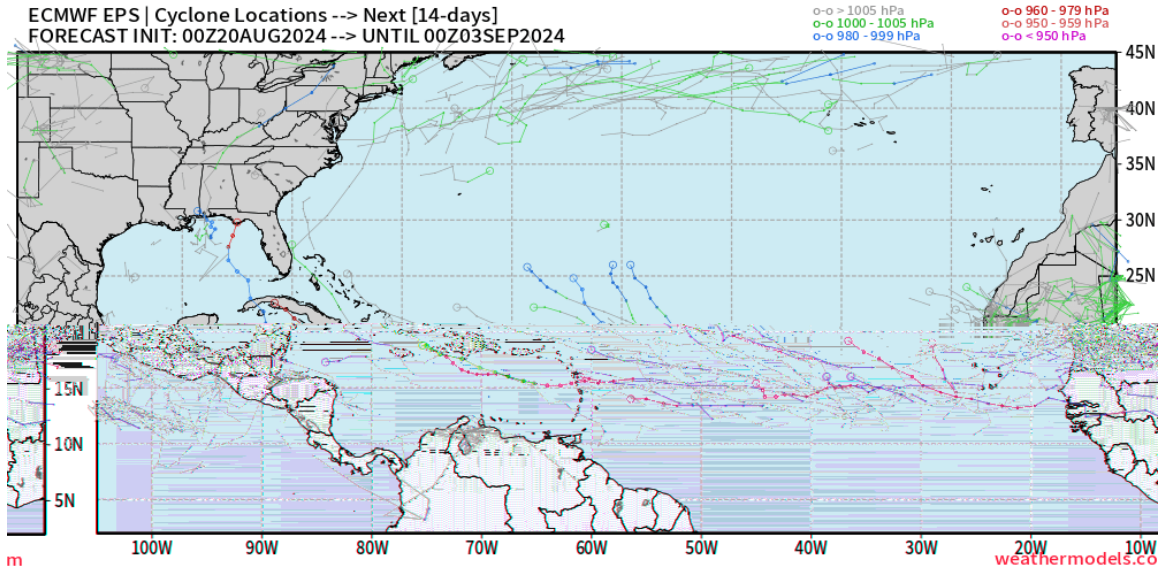 ECMWF EPS | Cyclone Locations --> Next [14-days]
FORECAST INIT: 00Z20AUG2024 --> UNTIL 00Z03SEP2024
o-o > 1005 hPa
o-o 1000 - 1005 hPa
o-o 980 - 999 hPa
o-o 960 - 979 hPa
o-o 950 - 959 hPa
o-o < 950 hPa
45N
40N
35N
30N
25N
15N
10N
5N
100W 90W 80W 70W 60W 50W 40W 30W 20W 10W
m
weathermodels.co